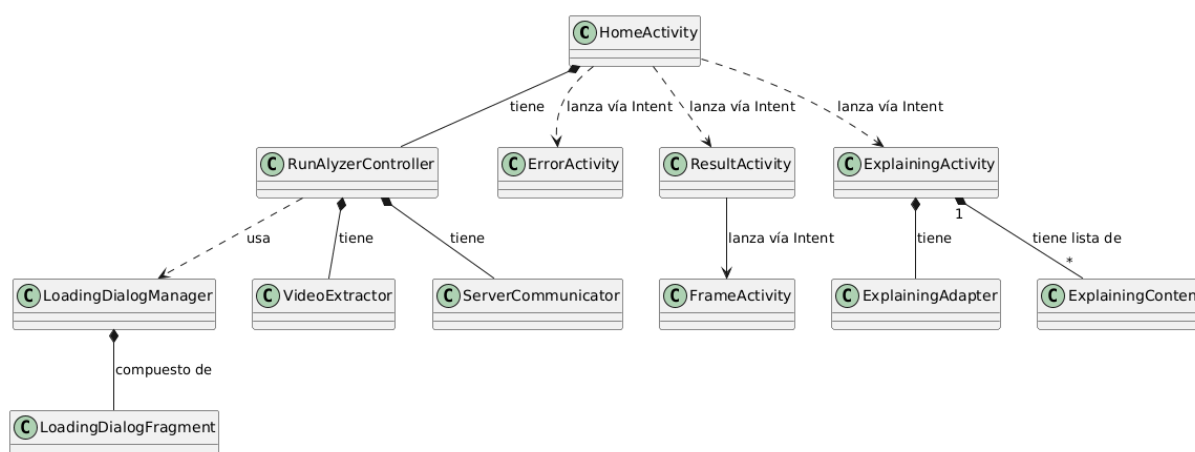 C HomeActivity
tiene
lanza vía Intent
lanza vía Intent
lanza vía Intent
C RunAlyzerController
C ErrorActivity
C ResultActivity
C ExplainingActivity
usa
tiene
tiene
lanza vía Intent
tiene
1
tiene lista de
*
C LoadingDialogManager
C VideoExtractor
C ServerCommunicator
C FrameActivity
C ExplainingAdapter
C ExplainingConten
compuesto de
C LoadingDialogFragment